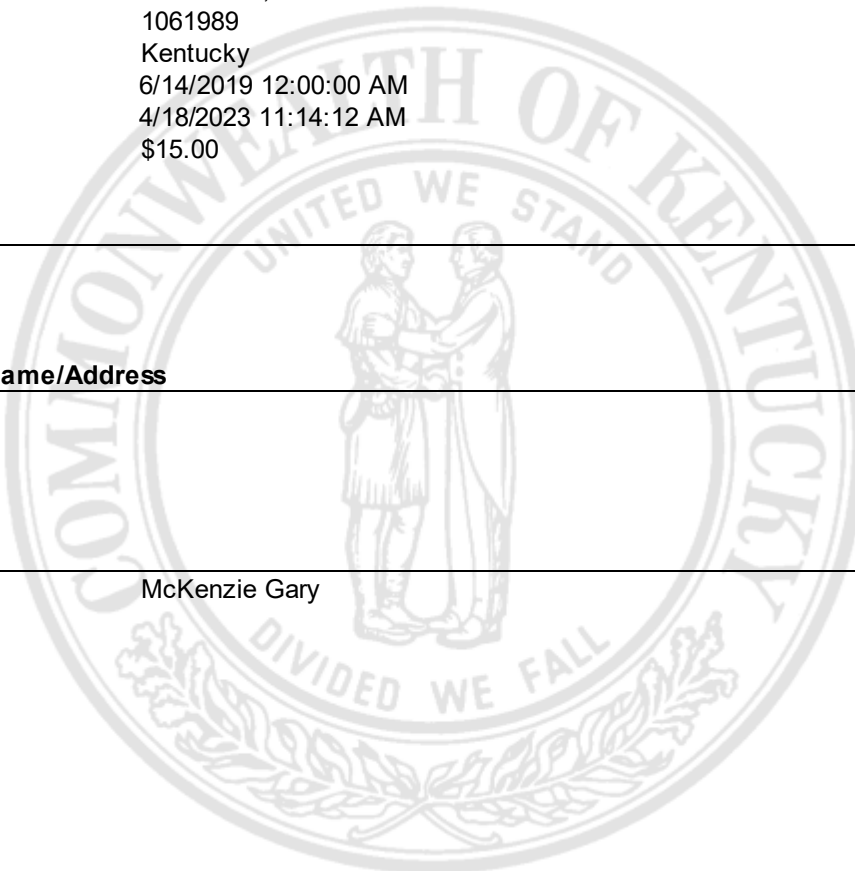 1061989
Kentucky
6/14/2019 12:00:00 AM
4/18/2023 11:14:12 AM
$15.00
COMMONWEALTH OF KENTUCKY
UNITED WE STAND
ame/Address
McKenzie Gary
DIVIDED WE FALL